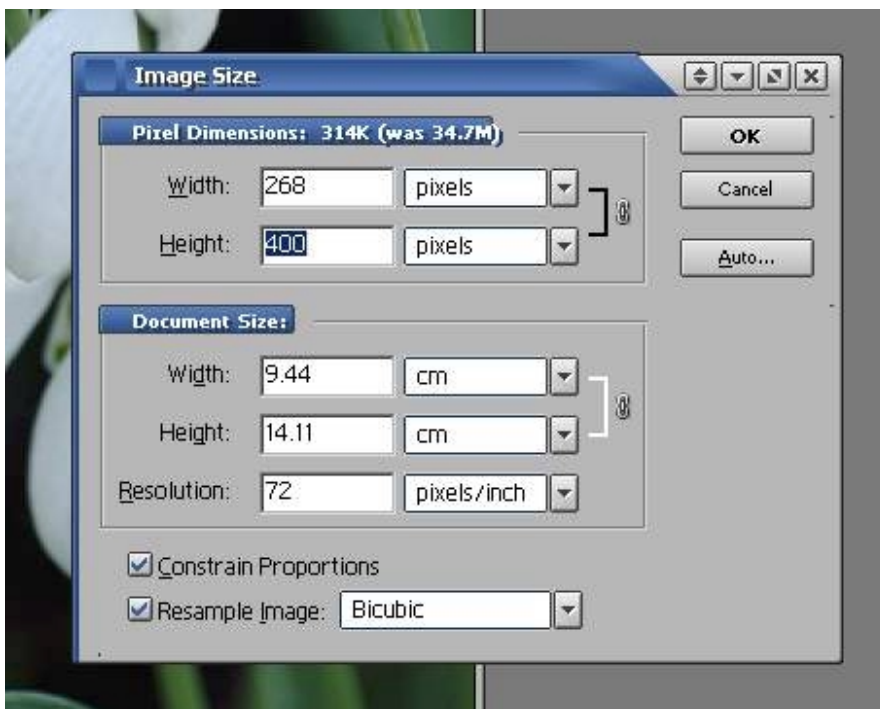 Image Size
Pixel Dimensions: 314K (was 34.7M)
OK
Width: 268 pixels
Cancel
Height: 400 pixels
Auto...
Document Size:
Width: 9.44 cm
Height: 14.11 cm
Resolution: 72 pixels/inch
Constrain Proportions
Resample Image: Bicubic